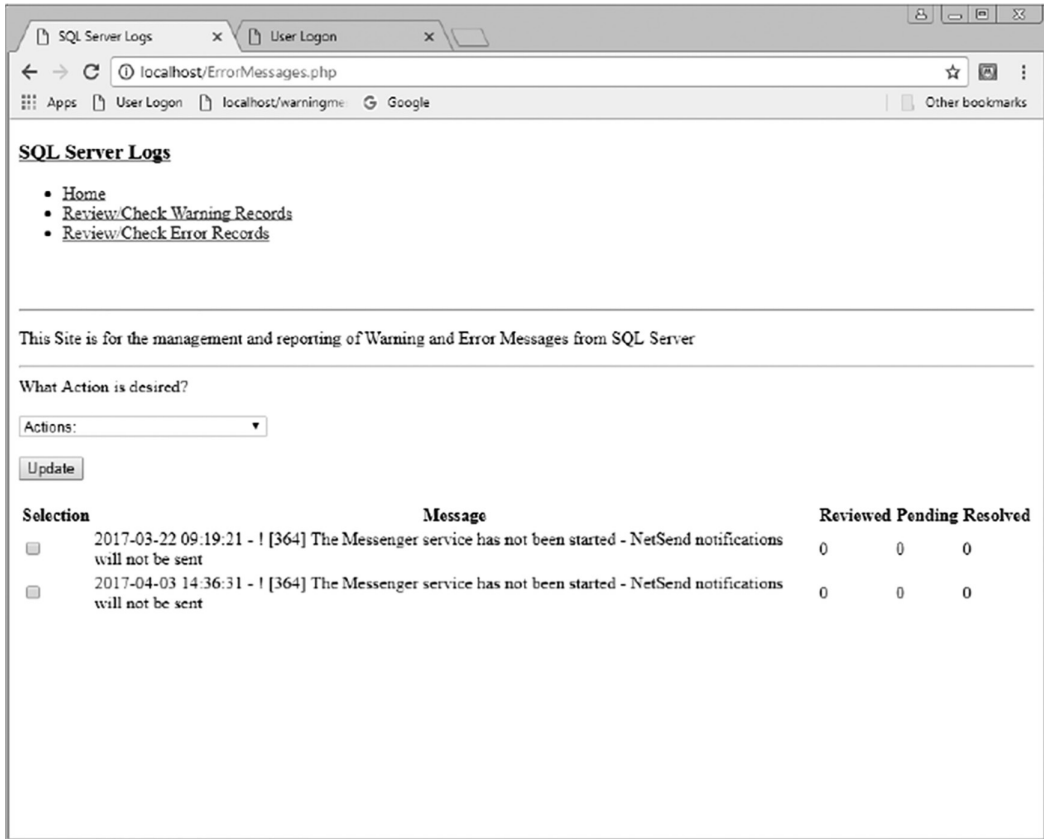 SQL Server Logs
User Logon
localhost/ErrorMessages.php
Apps
User Logon
localhost/warningme
Google
Other bookmarks
SQL Server Logs
Home
Review/Check Warning Records
Review/Check Error Records
This Site is for the management and reporting of Warning and Error Messages from SQL Server
What Action is desired?
Actions:
Update
Selection Message Reviewed Pending Resolved
2017-03-22 09:19:21 - ! [364] The Messenger service has not been started - NetSend notifications
will not be sent
0 0 0
2017-04-03 14:36:31 - ! [364] The Messenger service has not been started - NetSend notifications
will not be sent
0 0 0